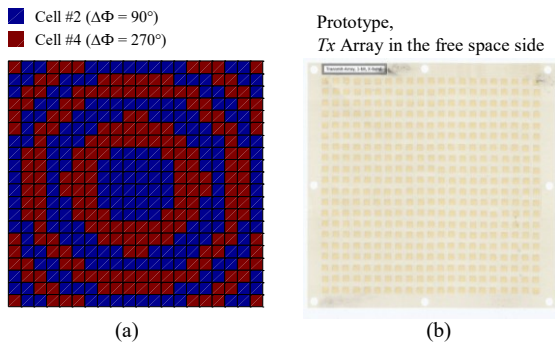 Cell #2 (ΔΦ = 90°)
Cell #4 (ΔΦ = 270°)
Prototype,
Tx Array in the free space side
(a)
(b)